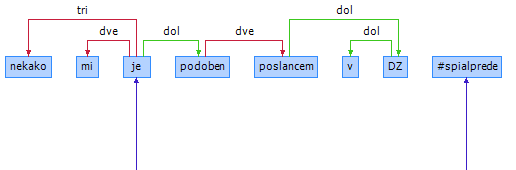 tri dol
dve dol dve dol
nekako mi je podoben poslancem v DZ #spialprede